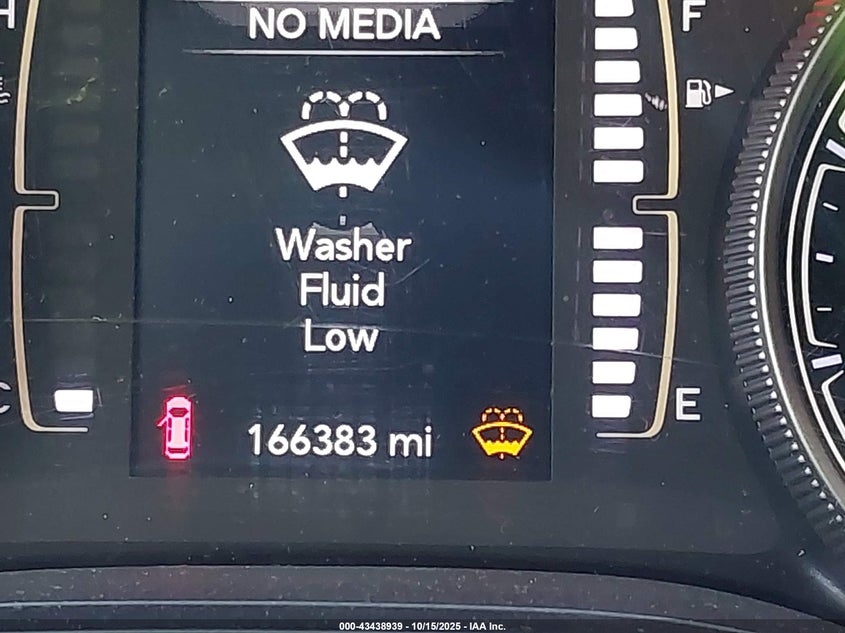 H
NO MEDIA
F
Washer
Fluid
Low
C
E
166383 mi
000-43438939 - 10/15/2025 - IAA Inc.